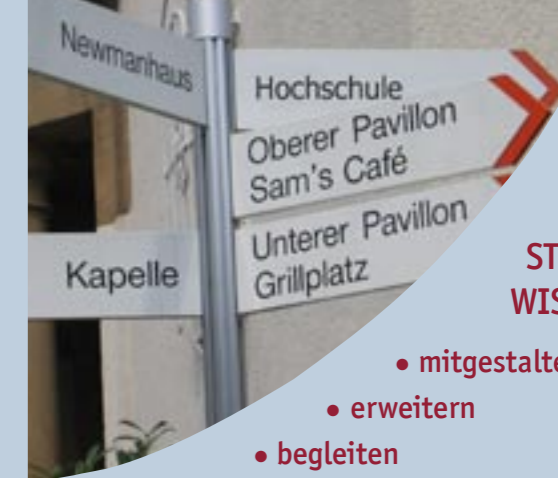 Newmanhaus
Hochschule
Oberer Pavillon
Sam's Café
Unterer Pavillon
Grillplatz
Kapelle
• erweitern
• begleiten